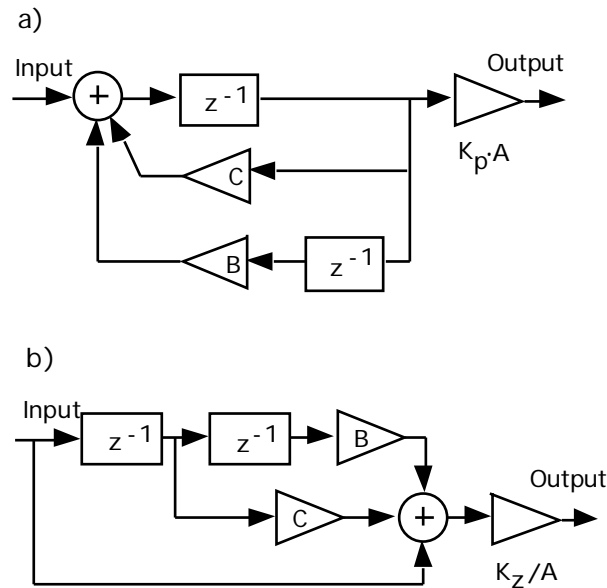 a)
Input
Output
+
z⁻¹
K_p·A
C
B
z⁻¹
b)
Input
z⁻¹
z⁻¹
B
Output
C
+
K_z/A